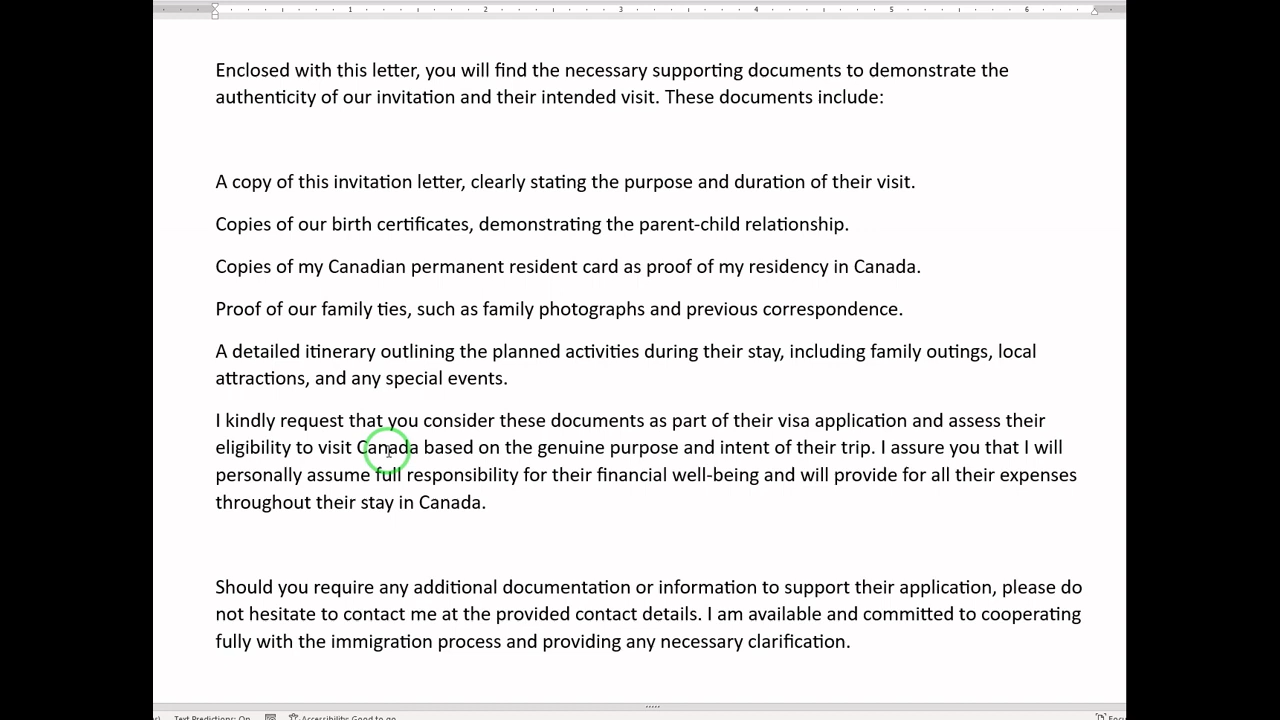 1 2 3 4 5 6
Enclosed with this letter, you will find the necessary supporting documents to demonstrate the
authenticity of our invitation and their intended visit. These documents include:
A copy of this invitation letter, clearly stating the purpose and duration of their visit.
Copies of our birth certificates, demonstrating the parent-child relationship.
Copies of my Canadian permanent resident card as proof of my residency in Canada.
Proof of our family ties, such as family photographs and previous correspondence.
A detailed itinerary outlining the planned activities during their stay, including family outings, local
attractions, and any special events.
I kindly request that you consider these documents as part of their visa application and assess their
eligibility to visit Canada based on the genuine purpose and intent of their trip. I assure you that I will
personally assume full responsibility for their financial well-being and will provide for all their expenses
throughout their stay in Canada.
Should you require any additional documentation or information to support their application, please do
not hesitate to contact me at the provided contact details. I am available and committed to cooperating
fully with the immigration process and providing any necessary clarification.
Text Predictions: On Accessibility: Good to go